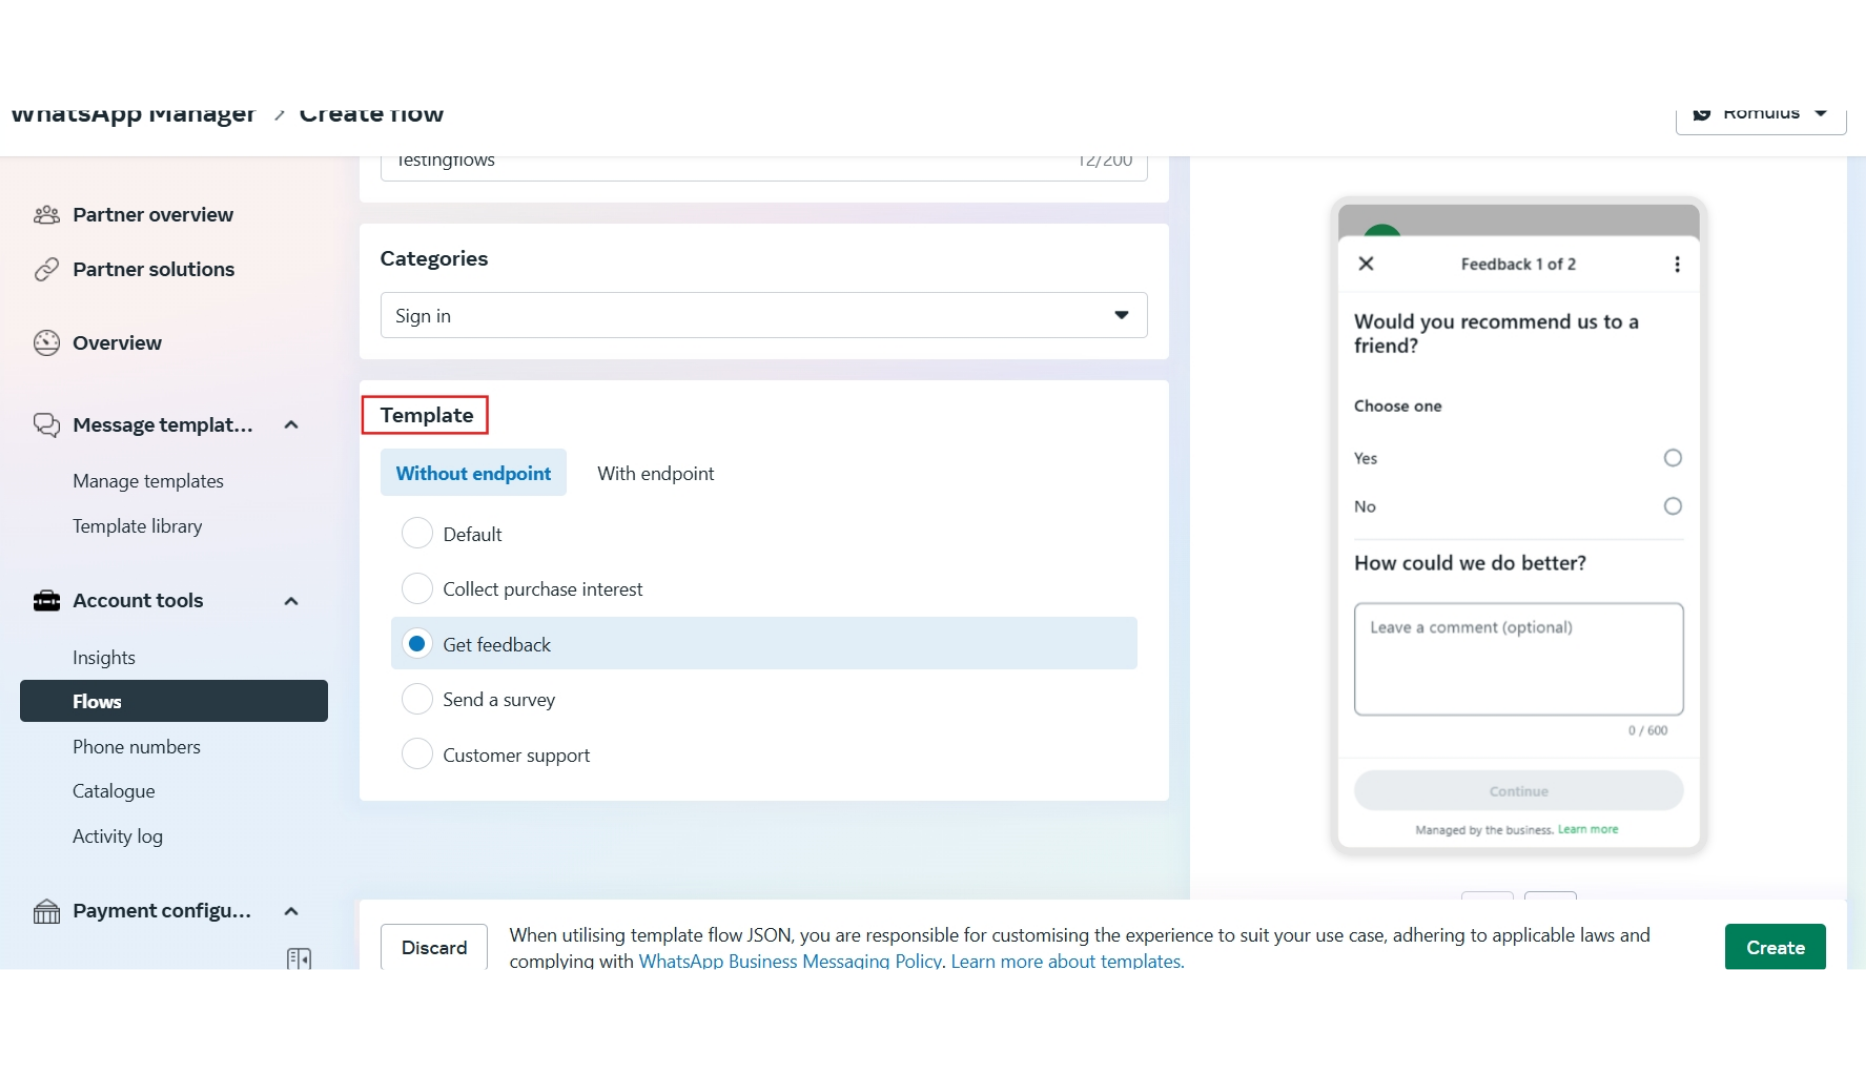 WhatsApp Manager > Create flow
Romulus
Testingflows 12/200
Partner overview
Partner solutions
Overview
Message templat...
Manage templates
Template library
Account tools
Insights
Flows
Phone numbers
Catalogue
Activity log
Payment configu...
Categories
Sign in
Template
Without endpoint With endpoint
Default
Collect purchase interest
Get feedback
Send a survey
Customer support
Feedback 1 of 2
Would you recommend us to a
friend?
Choose one
Yes
No
How could we do better?
Leave a comment (optional)
0 / 600
Continue
Managed by the business. Learn more
Discard
When utilising template flow JSON, you are responsible for customising the experience to suit your use case, adhering to applicable laws and
complying with WhatsApp Business Messaging Policy. Learn more about templates.
Create